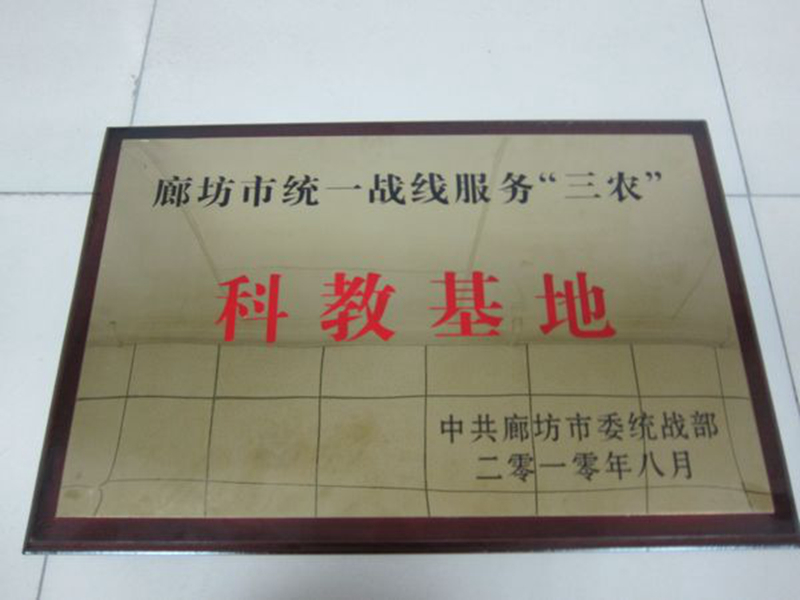 廊坊市统一战线服务“三农”
科教基地
中共廊坊市委统战部
二零一零年八月